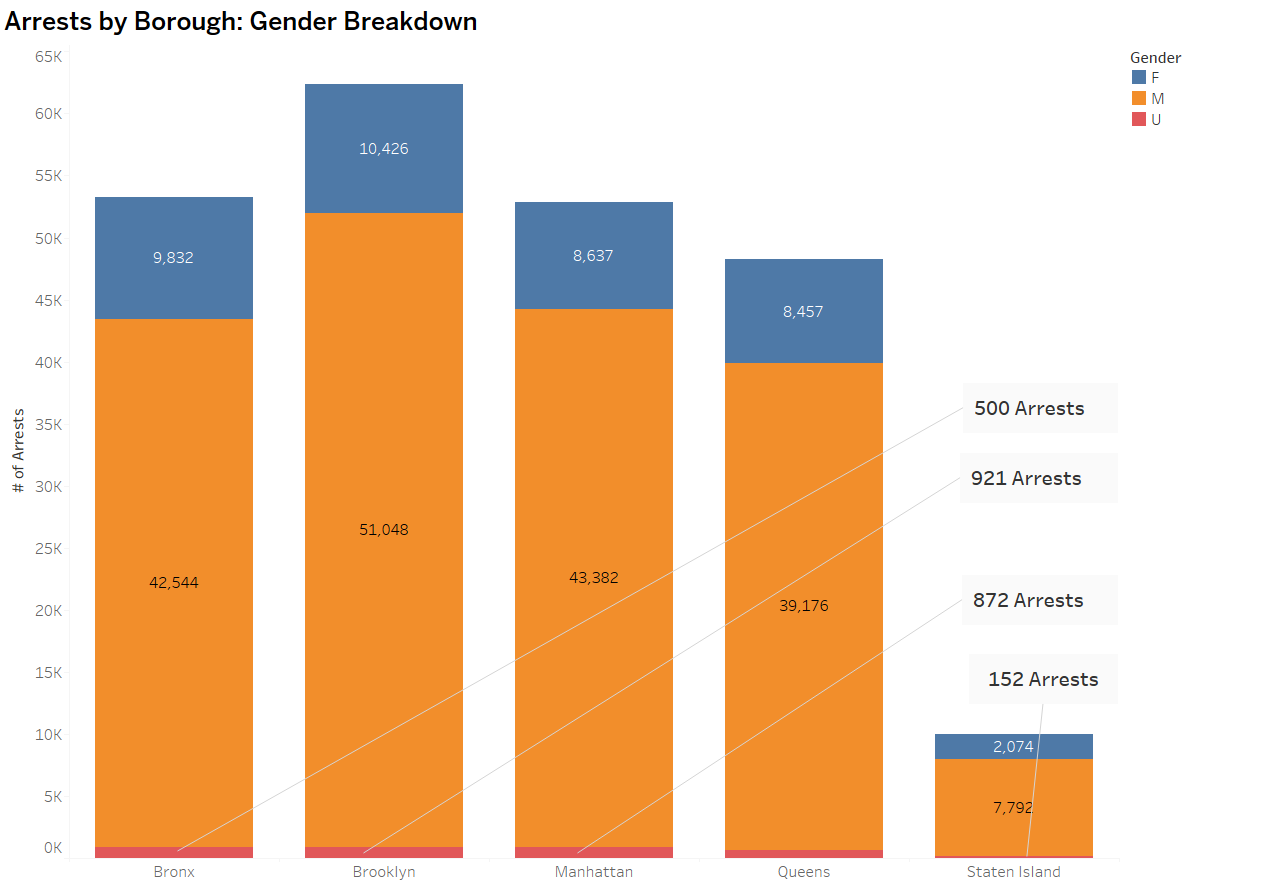 Arrests by Borough: Gender Breakdown
65K
60K
55K
50K
45K
40K
35K
30K
25K
20K
15K
10K
5K
0K
# of Arrests
9,832
42,544
10,426
51,048
8,637
43,382
8,457
39,176
2,074
7,792
500 Arrests
921 Arrests
872 Arrests
152 Arrests
Bronx
Brooklyn
Manhattan
Queens
Staten Island
Gender
F
M
U